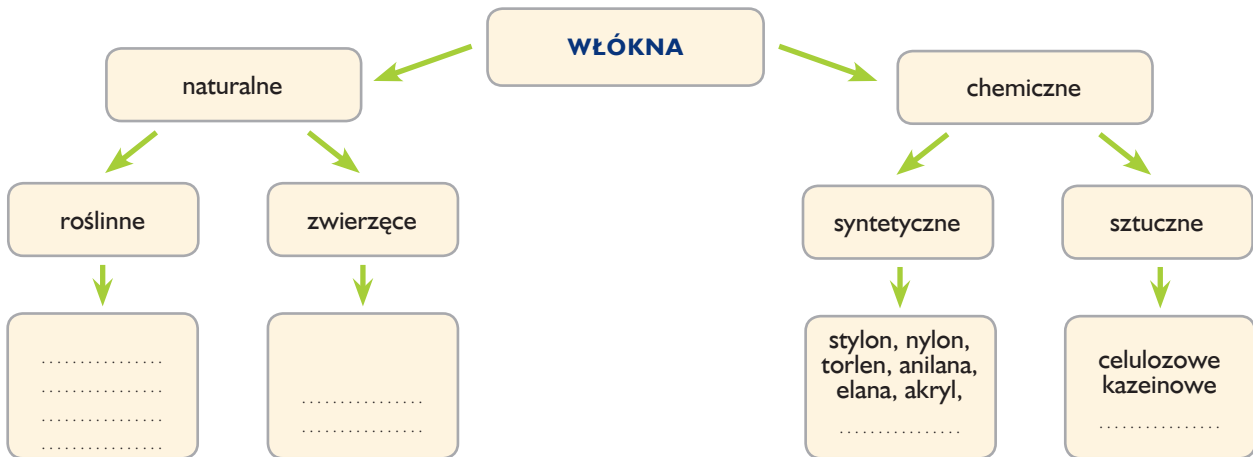 WŁÓKNA
naturalne
chemiczne
roślinne
zwierzęce
syntetyczne
sztuczne
................
................
................
................
................
................
stylon, nylon,
torlen, anilana,
elana, akryl,
................
celulozowe
kazeinowe
................